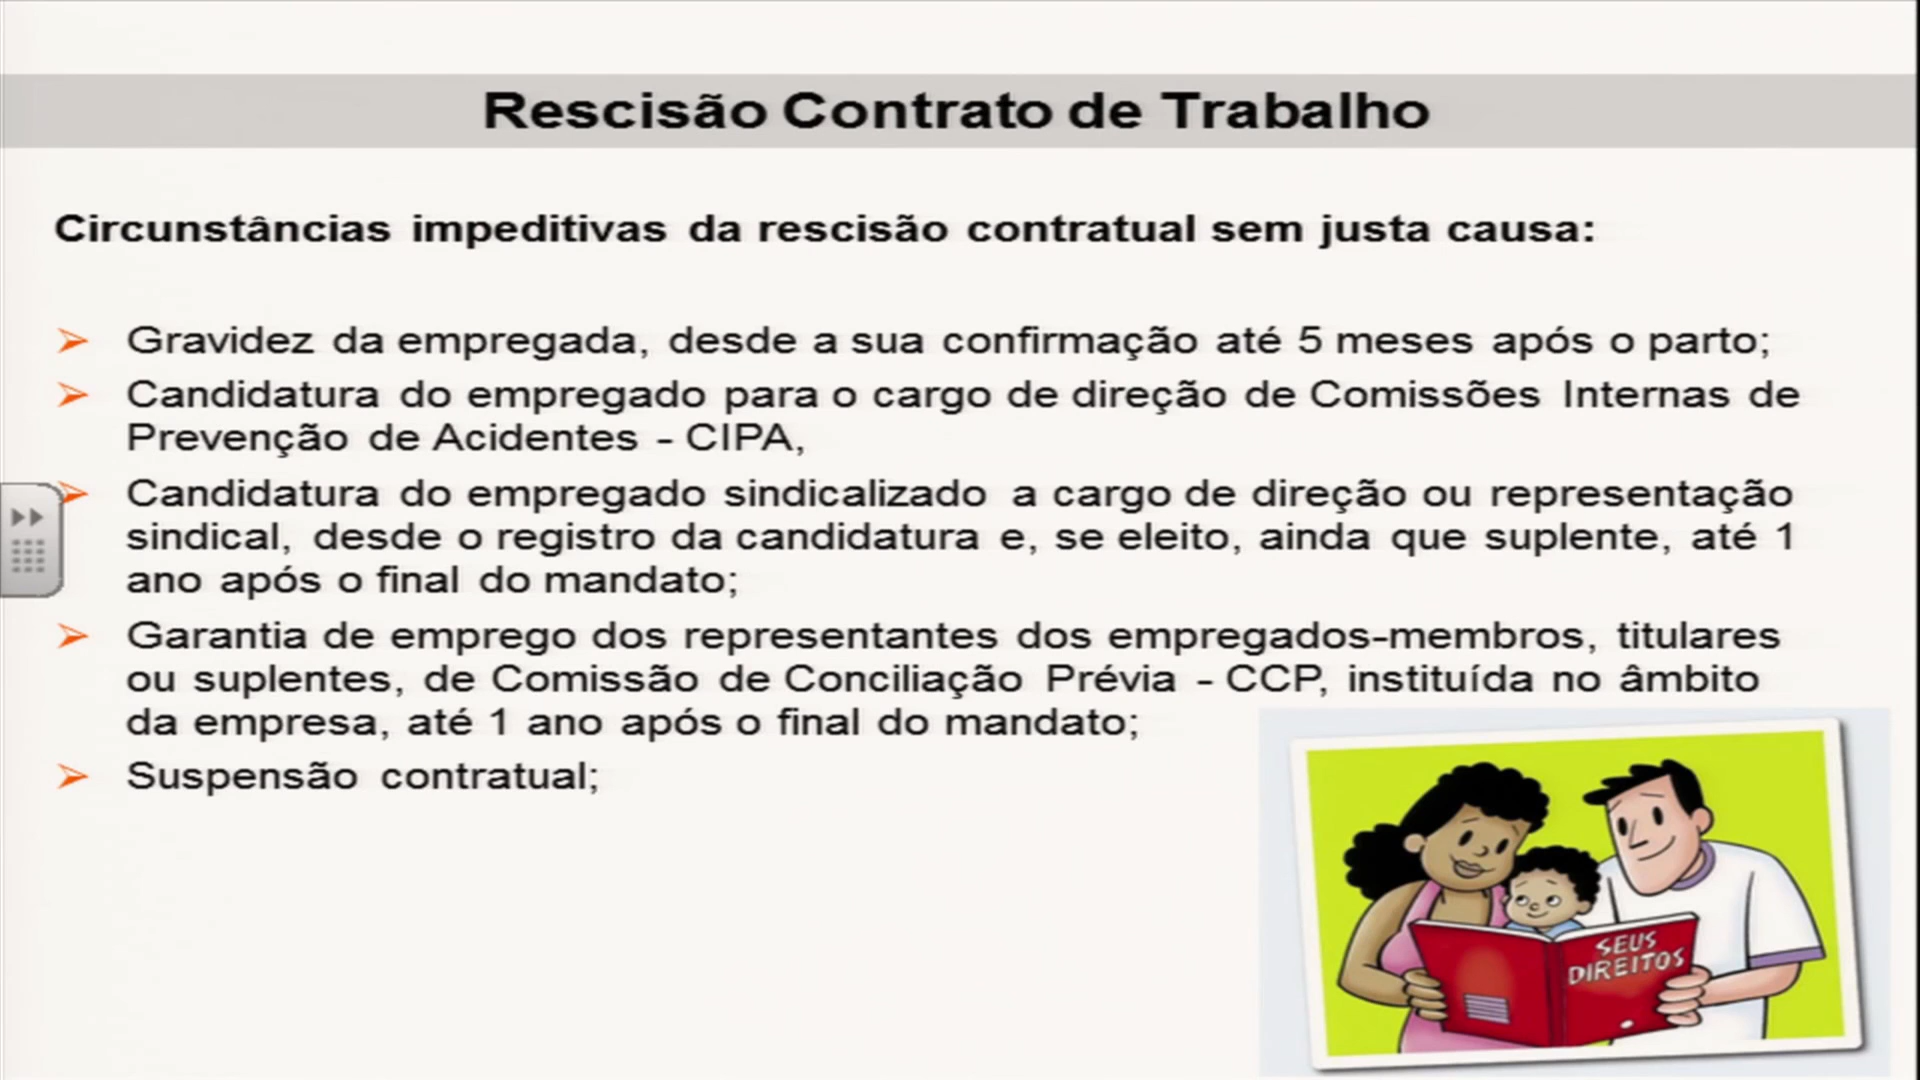 Rescisão Contrato de Trabalho
Circunstâncias impeditivas da rescisão contratual sem justa causa:
Gravidez da empregada, desde a sua confirmação até 5 meses após o parto;
Candidatura do empregado para o cargo de direção de Comissões Internas de
Prevenção de Acidentes - CIPA,
Candidatura do empregado sindicalizado a cargo de direção ou representação
sindical, desde o registro da candidatura e, se eleito, ainda que suplente, até 1
ano após o final do mandato;
Garantia de emprego dos representantes dos empregados-membros, titulares
ou suplentes, de Comissão de Conciliação Prévia - CCP, instituída no âmbito
da empresa, até 1 ano após o final do mandato;
Suspensão contratual;
SEUS
DIREITOS